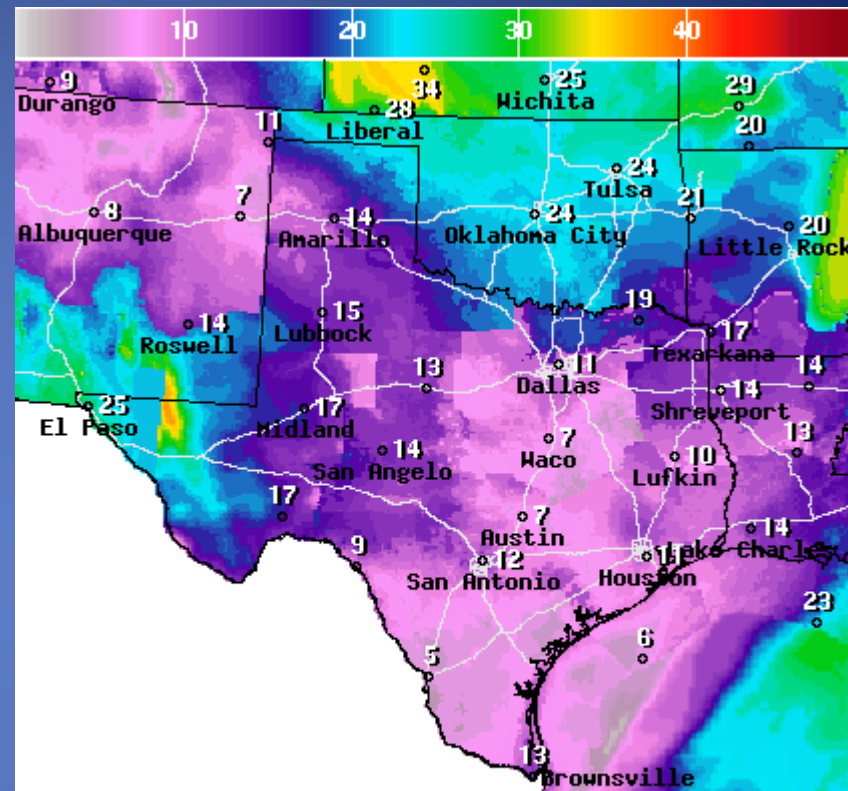 10 20 30 40
9
Durango
34
25
Wichita
29
28
Liberal
11
20
24
Tulsa
8
Albuquerque
7
14
Amarillo
24
Oklahoma City
21
20
Little Rock
14
Roswell
15
Lubbock
19
17
Texarkana
11
Dallas
13
14
Shreveport
14
25
El Paso
17
Midland
14
San Angelo
7
Waco
10
Lufkin
13
17
7
Austin
14
Lake Charles
9
12
San Antonio
11
Houston
23
5
6
13
Brownsville